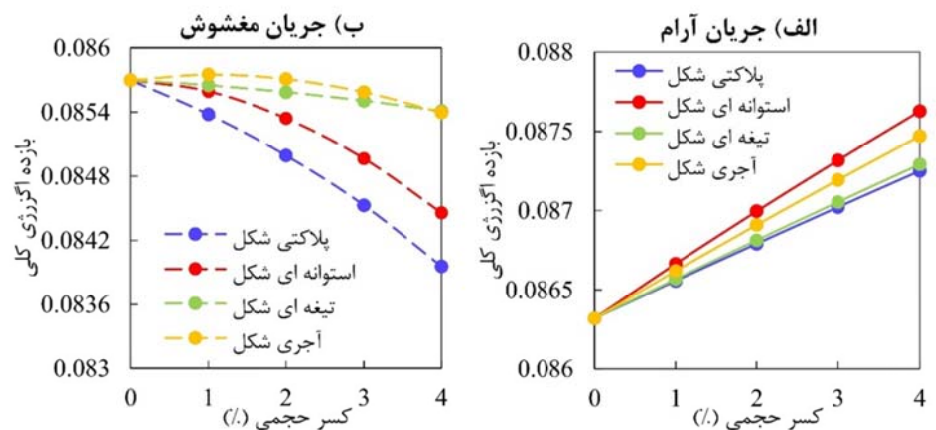 الف) جریان آرام
بازده اگزرژی کلی
0.088
0.0875
0.087
0.0865
0.086
پلاکتی شکل
استوانه ای شکل
تیغه ای شکل
آجری شکل
0 1 2 3 4
کسر حجمی (٪)
ب) جریان مغشوش
بازده اگزرژی کلی
0.086
0.0854
0.0848
0.0842
0.0836
0.083
پلاکتی شکل
استوانه ای شکل
تیغه ای شکل
آجری شکل
0 1 2 3 4
کسر حجمی (٪)